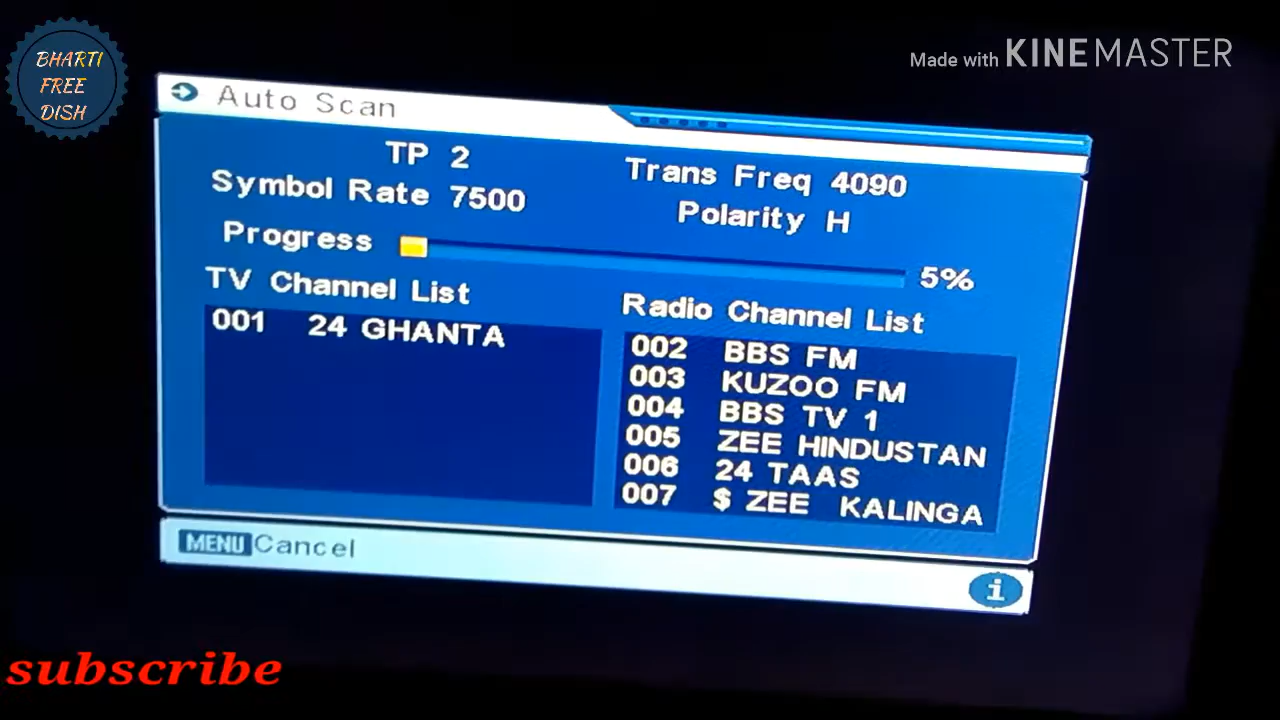 BHARTI
FREE
DISH
Made with KINEMASTER
Auto Scan
TP 2
Trans Freq 4090
Symbol Rate 7500
Polarity H
Progress 5%
TV Channel List
001 24 GHANTA
Radio Channel List
002 BBS FM
003 KUZOO FM
004 BBS TV 1
005 ZEE HINDUSTAN
006 24 TAAS
007 $ ZEE KALINGA
MENU Cancel
i
subscribe